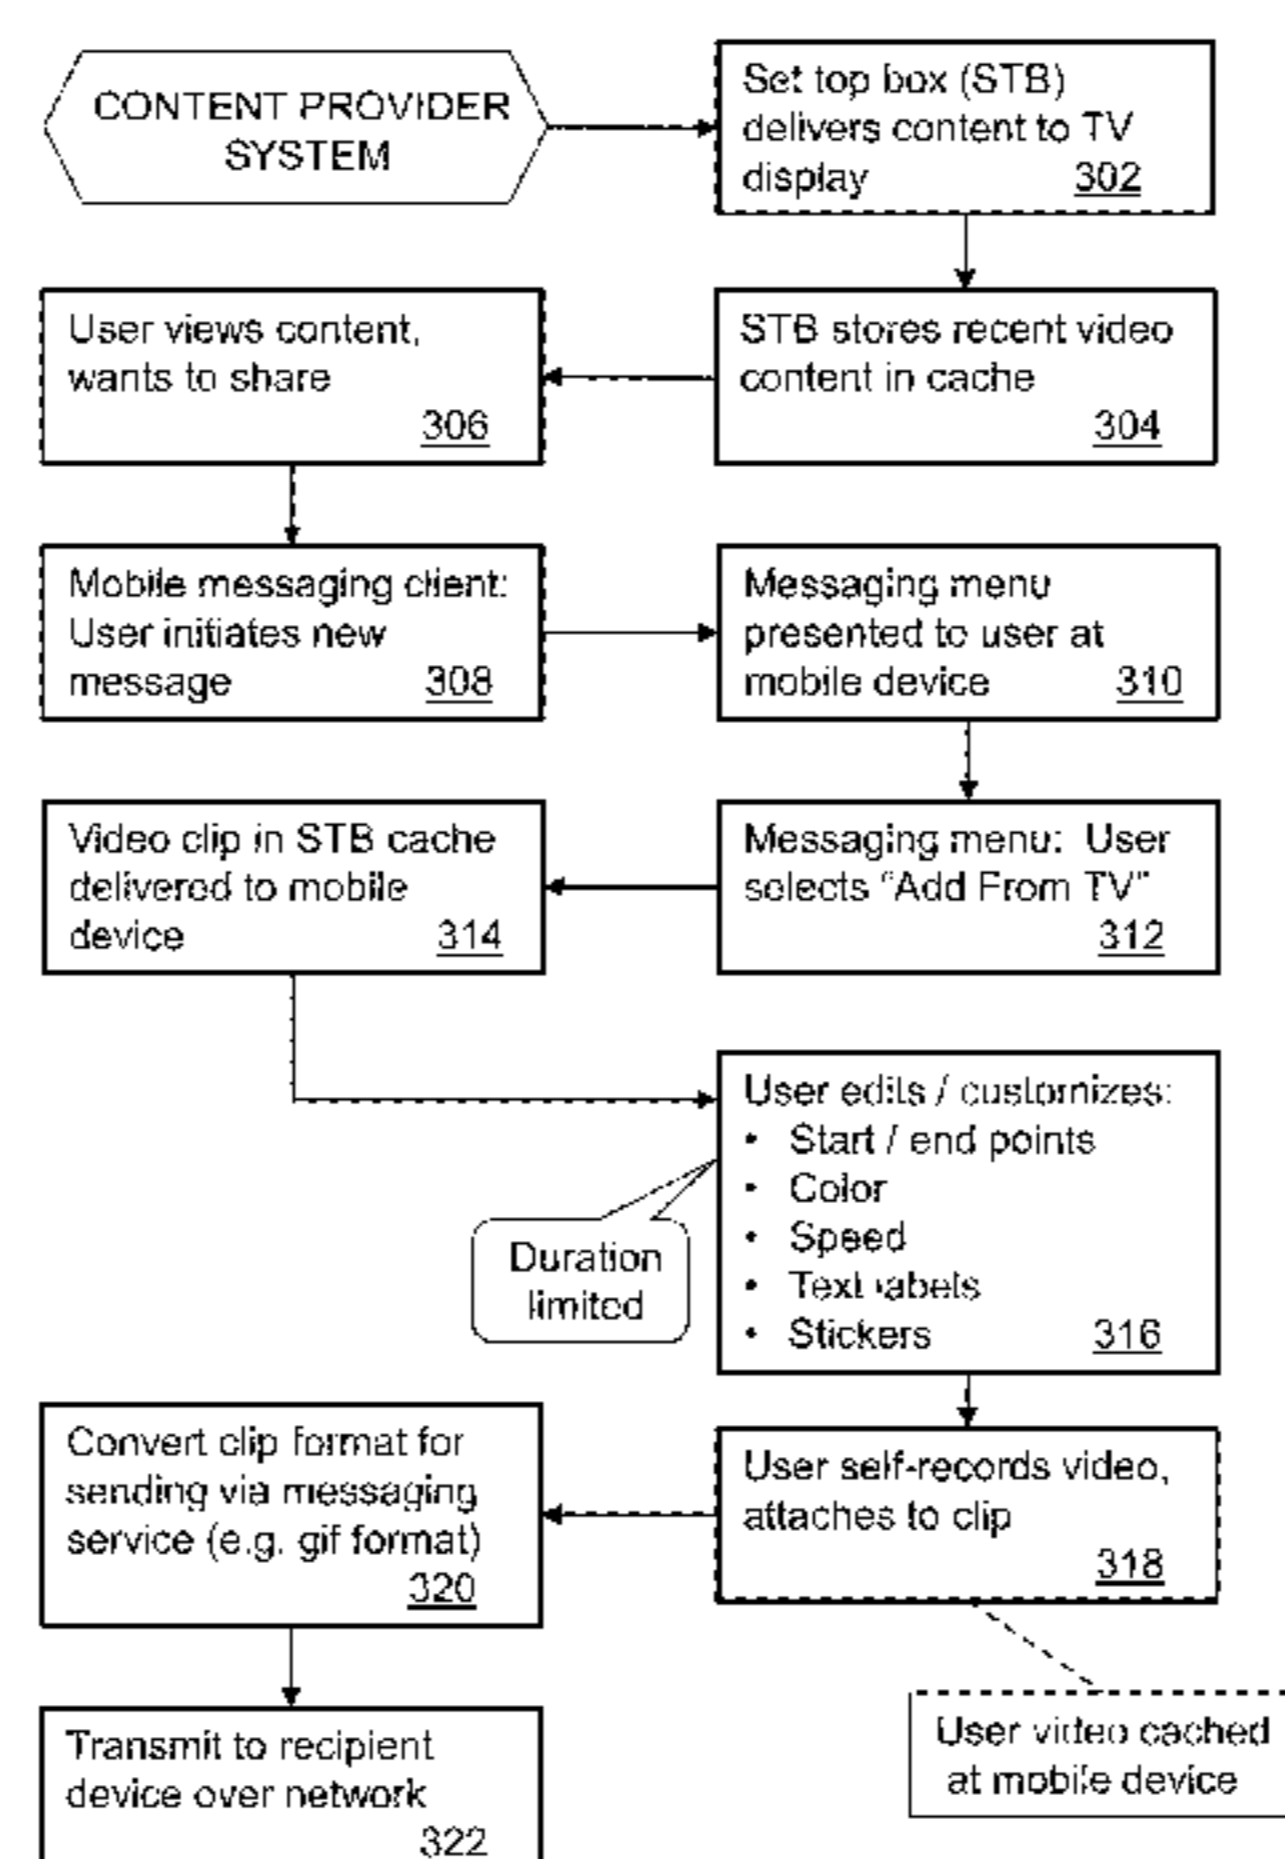 CONTENT PROVIDER
SYSTEM
Set top box (STB)
delivers content to TV
display 302
User views content,
wants to share
306
STB stores recent video
content in cache
304
Mobile messaging client:
User initiates new
message 308
Messaging menu
presented to user at
mobile device 310
Video clip in STB cache
delivered to mobile
device 314
Messaging menu: User
selects “Add From TV”
312
User edits / customizes:
• Start / end points
• Color
• Speed
• Text labels
• Stickers 316
Duration
limited
Convert clip format for
sending via messaging
service (e.g. gif format)
320
User self-records video,
attaches to clip
318
Transmit to recipient
device over network
322
User video cached
at mobile device